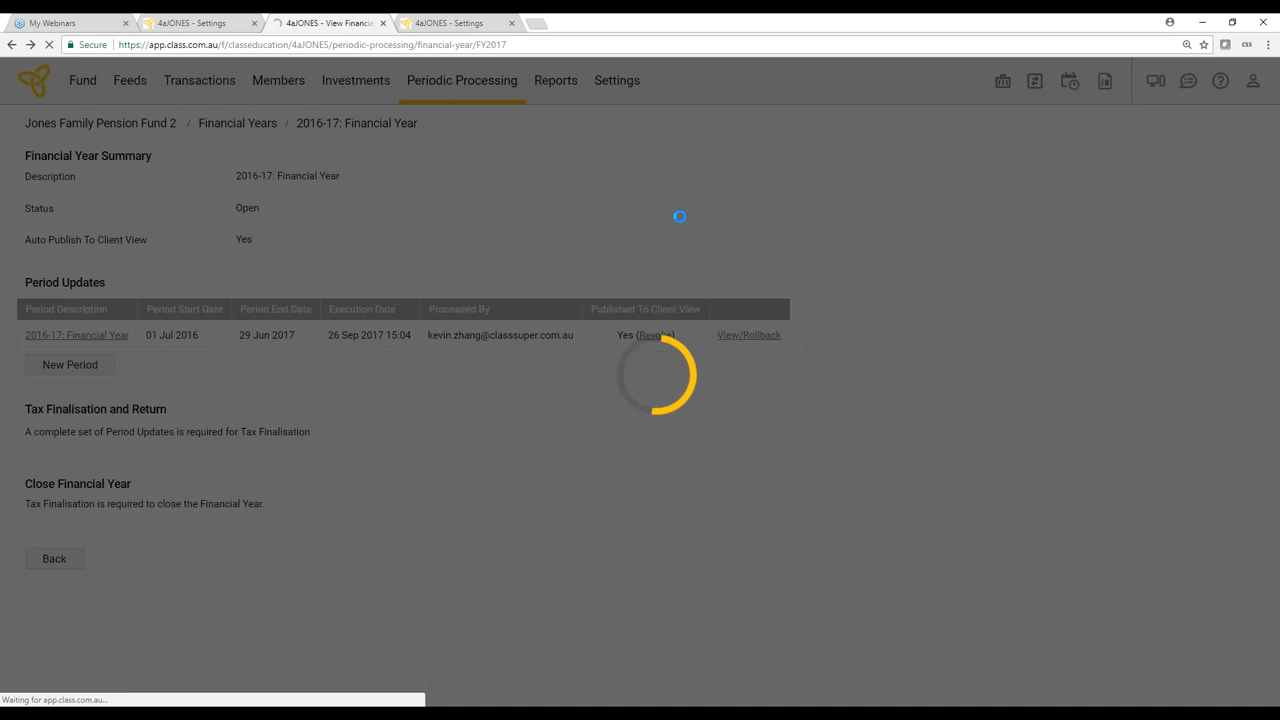 My Webinars
4aJONES - Settings
4aJONES - View Financia
4aJONES - Settings
Secure
https://app.class.com.au/f/classeducation/4aJONES/periodic-processing/financial-year/FY2017
css
Fund Feeds Transactions Members Investments Periodic Processing Reports Settings
Jones Family Pension Fund 2 / Financial Years / 2016-17: Financial Year
Financial Year Summary
Description 2016-17: Financial Year
Status Open
Auto Publish To Client View Yes
Period Updates
Period Description Period Start Date Period End Date Execution Date Processed By Published To Client View
2016-17: Financial Year 01 Jul 2016 29 Jun 2017 26 Sep 2017 15:04 kevin.zhang@classsuper.com.au Yes (Revoke) View/Rollback
New Period
Tax Finalisation and Return
A complete set of Period Updates is required for Tax Finalisation
Close Financial Year
Tax Finalisation is required to close the Financial Year.
Back
Waiting for app.class.com.au...